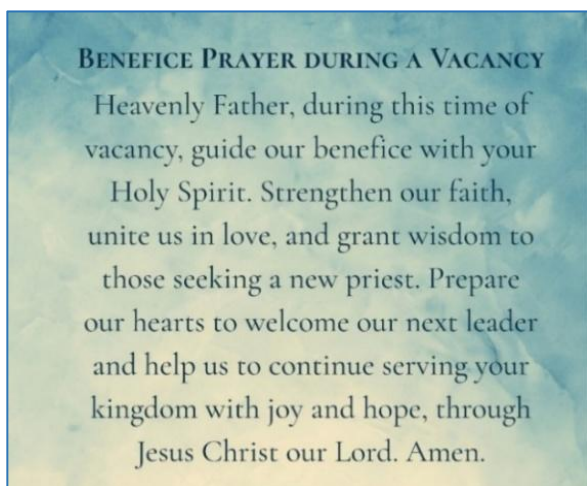 Benefice Prayer during a Vacancy
Heavenly Father, during this time of
vacancy, guide our benefice with your
Holy Spirit. Strengthen our faith,
unite us in love, and grant wisdom to
those seeking a new priest. Prepare
our hearts to welcome our next leader
and help us to continue serving your
kingdom with joy and hope, through
Jesus Christ our Lord. Amen.